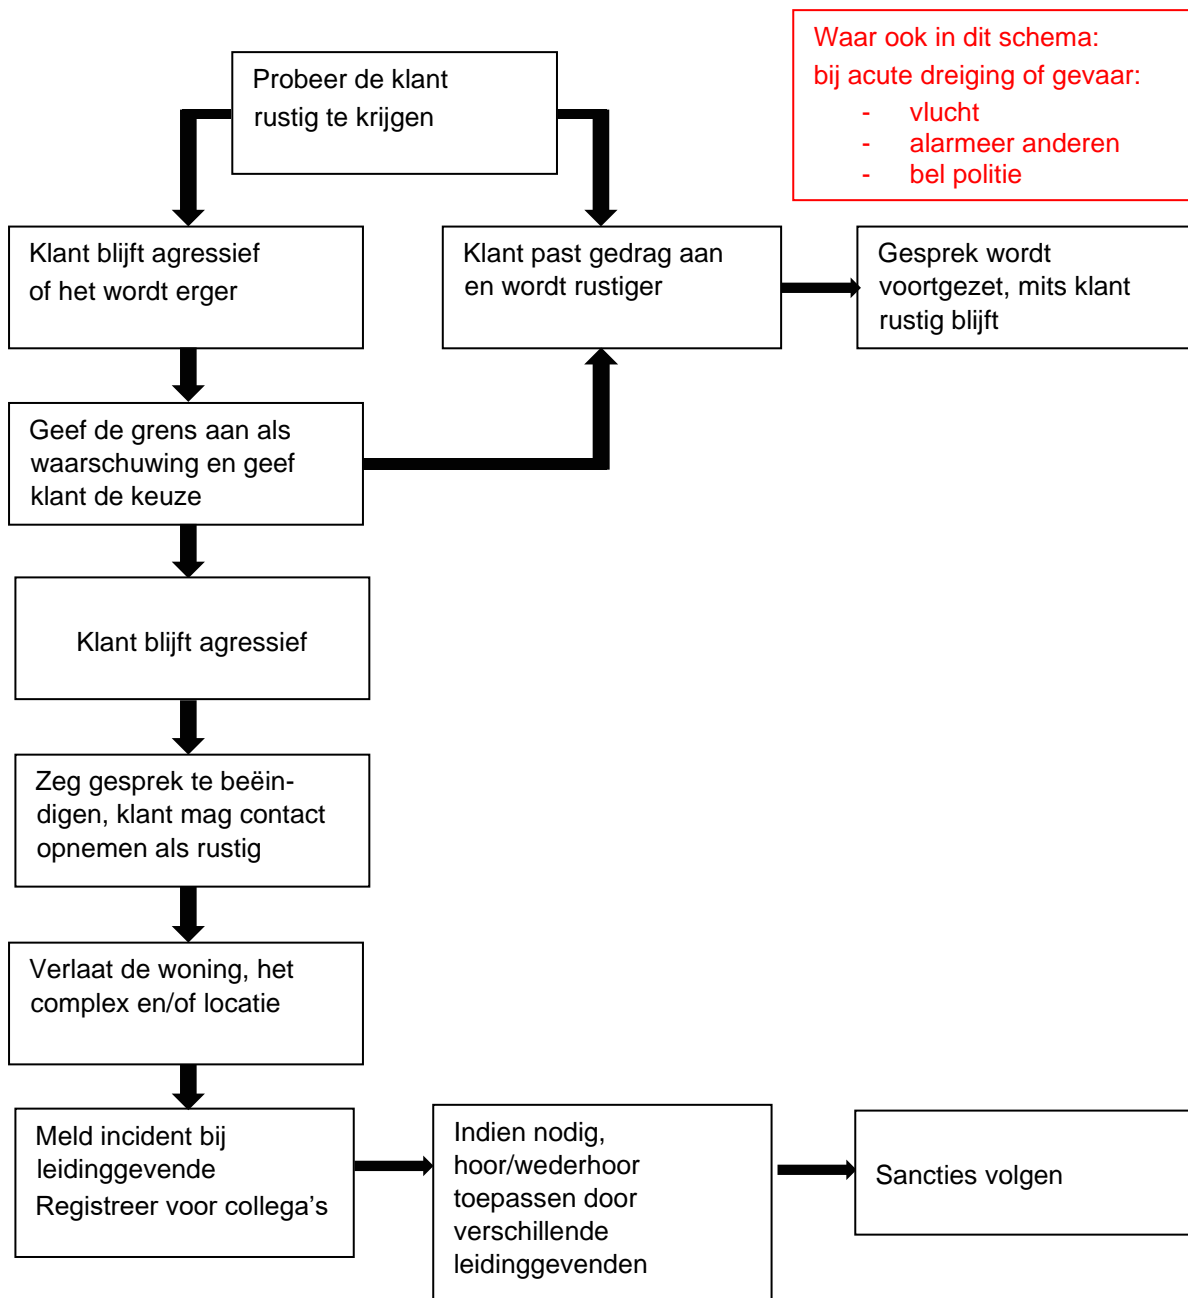 Waar ook in dit schema:
bij acute dreiging of gevaar:
- vlucht
- alarmeer anderen
- bel politie
Probeer de klant
rustig te krijgen
Klant blijft agressief
of het wordt erger
Klant past gedrag aan
en wordt rustiger
Gesprek wordt
voortgezet, mits klant
rustig blijft
Geef de grens aan als
waarschuwing en geef
klant de keuze
Klant blijft agressief
Zeg gesprek te beëin-
digen, klant mag contact
opnemen als rustig
Verlaat de woning, het
complex en/of locatie
Meld incident bij
leidinggevende
Registreer voor collega’s
Indien nodig,
hoor/wederhoor
toepassen door
verschillende
leidinggevenden
Sancties volgen